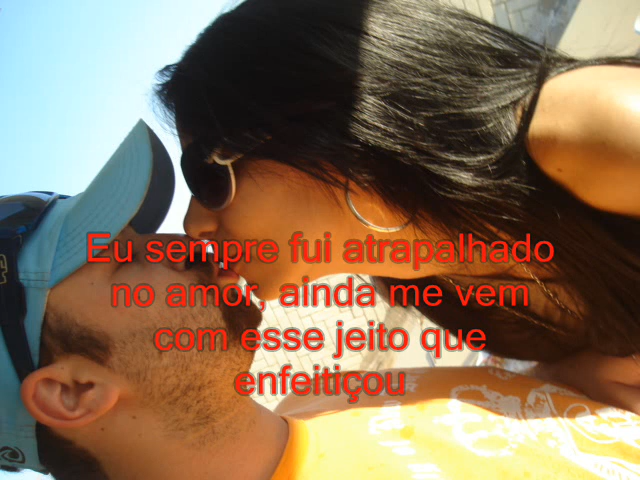 Eu sempre fui atrapalhado
no amor, ainda me vem
com esse jeito que
enfeitiçou